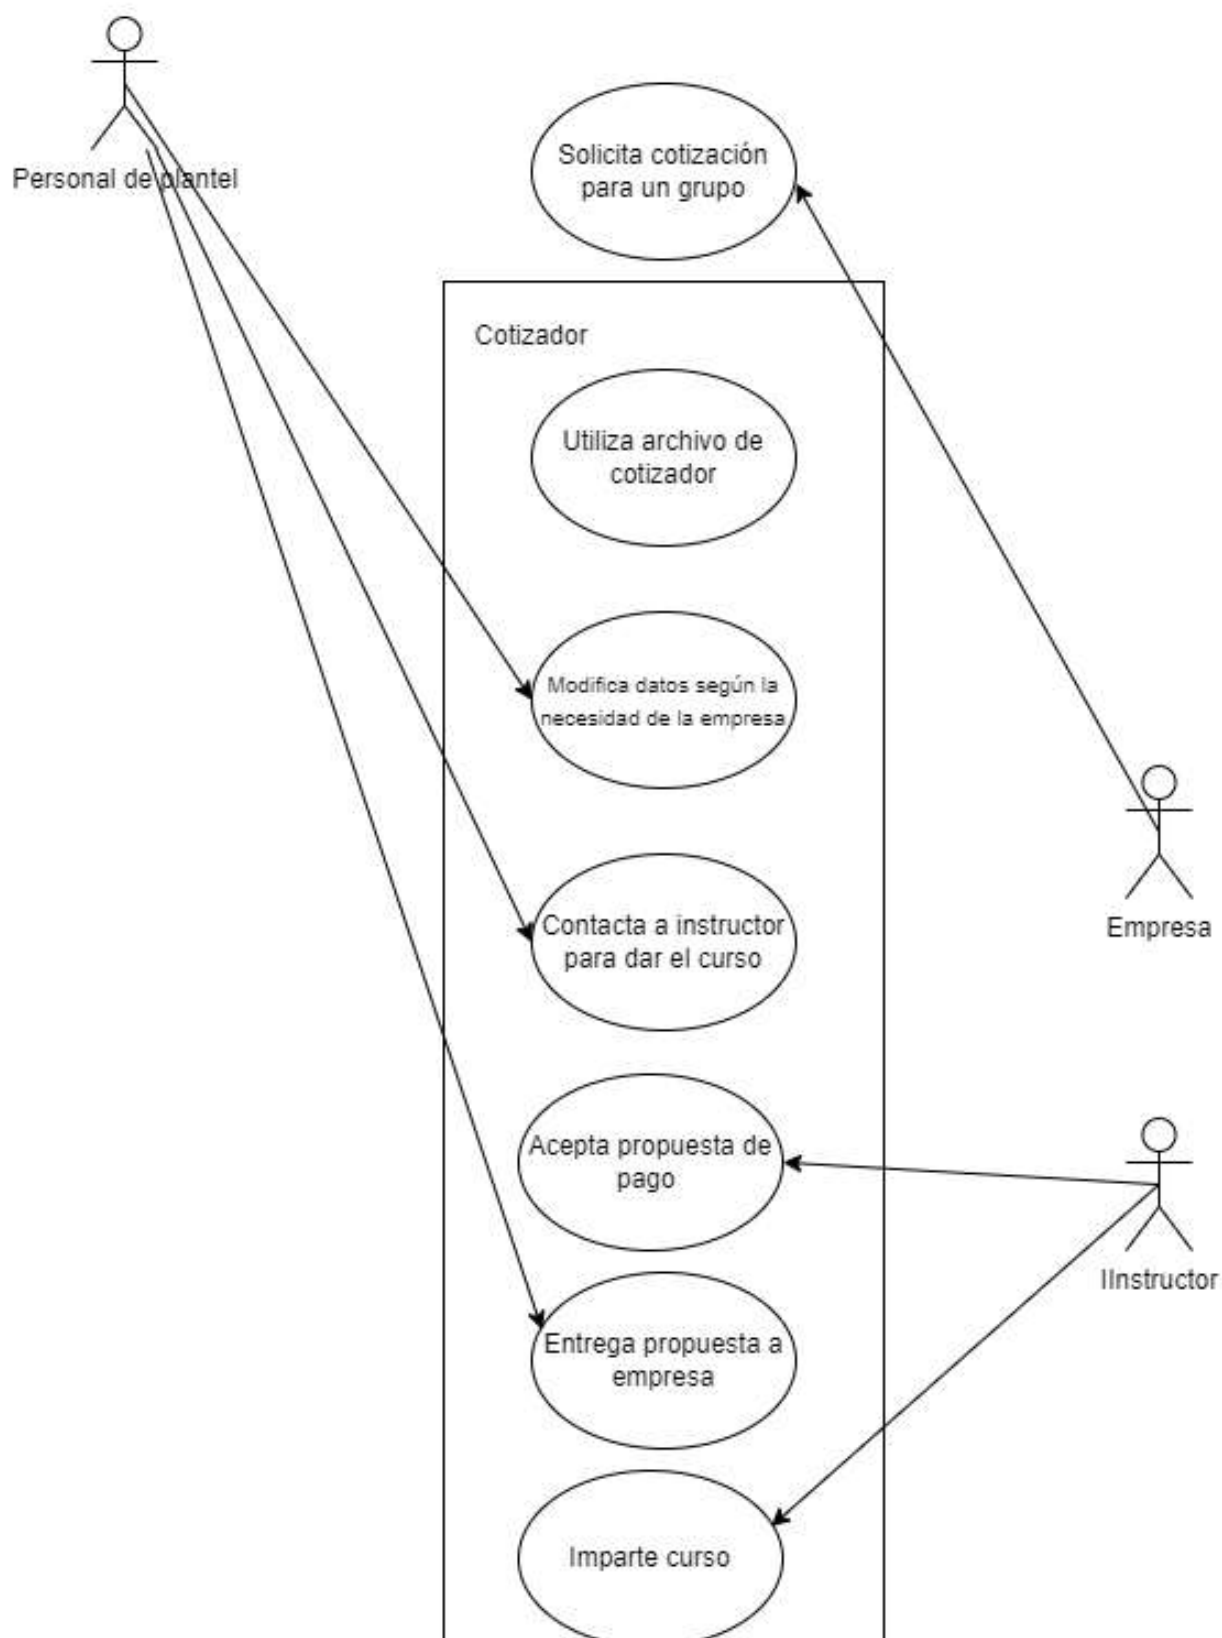 Personal de plantel
Solicita cotización
para un grupo
Cotizador
Utiliza archivo de
cotizador
Modifica datos según la
necesidad de la empresa
Contacta a instructor
para dar el curso
Empresa
Acepta propuesta de
pago
IInstructor
Entrega propuesta a
empresa
Imparte curso